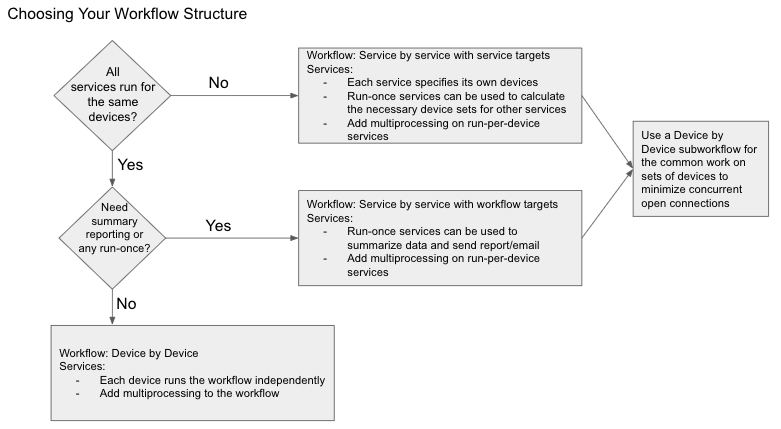 Choosing Your Workflow Structure
All
services run for
the same
devices?
No
Workflow: Service by service with service targets
Services:
- Each service specifies its own devices
- Run-once services can be used to calculate
the necessary device sets for other services
- Add multiprocessing on run-per-device
services
Use a Device by
Device subworkflow for
the common work on
sets of devices to
minimize concurrent
open connections
Yes
Need
summary
reporting or
any run-once?
Yes
Workflow: Service by service with workflow targets
Services:
- Run-once services can be used to
summarize data and send report/email
- Add multiprocessing on run-per-device
services
No
Workflow: Device by Device
Services:
- Each device runs the workflow independently
- Add multiprocessing to the workflow